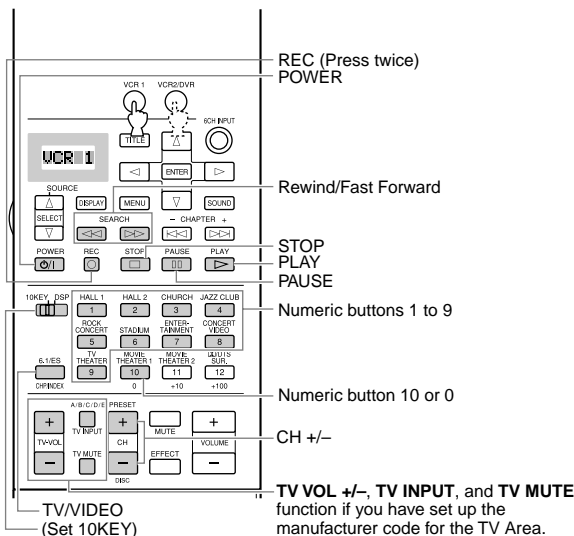 REC (Press twice)
POWER
VCR 1 VCR2/DVR
6CH INPUT
TITLE
VCR 1
ENTER
SOURCE
SELECT
DISPLAY MENU SOUND
Rewind/Fast Forward
SEARCH – CHAPTER +
STOP
POWER REC STOP PAUSE PLAY
PLAY
PAUSE
10KEY DSP
HALL 1 HALL 2 CHURCH JAZZ CLUB
1 2 3 4
Numeric buttons 1 to 9
ROCK CONCERT STADIUM ENTER-TAINMENT CONCERT VIDEO
5 6 7 8
TV THEATER MOVIE THEATER 1 MOVIE THEATER 2 SUR.
9 10 11 12
6.1/ES
0 +10 +100
Numeric button 10 or 0
A/B/C/D/E PRESET
+ TV INPUT + MUTE +
TV-VOL CH VOLUME
CH +/–
– TV MUTE – EFFECT –
DISC
TV VOL +/–, TV INPUT, and TV MUTE
function if you have set up the
manufacturer code for the TV Area.
TV/VIDEO
(Set 10KEY)